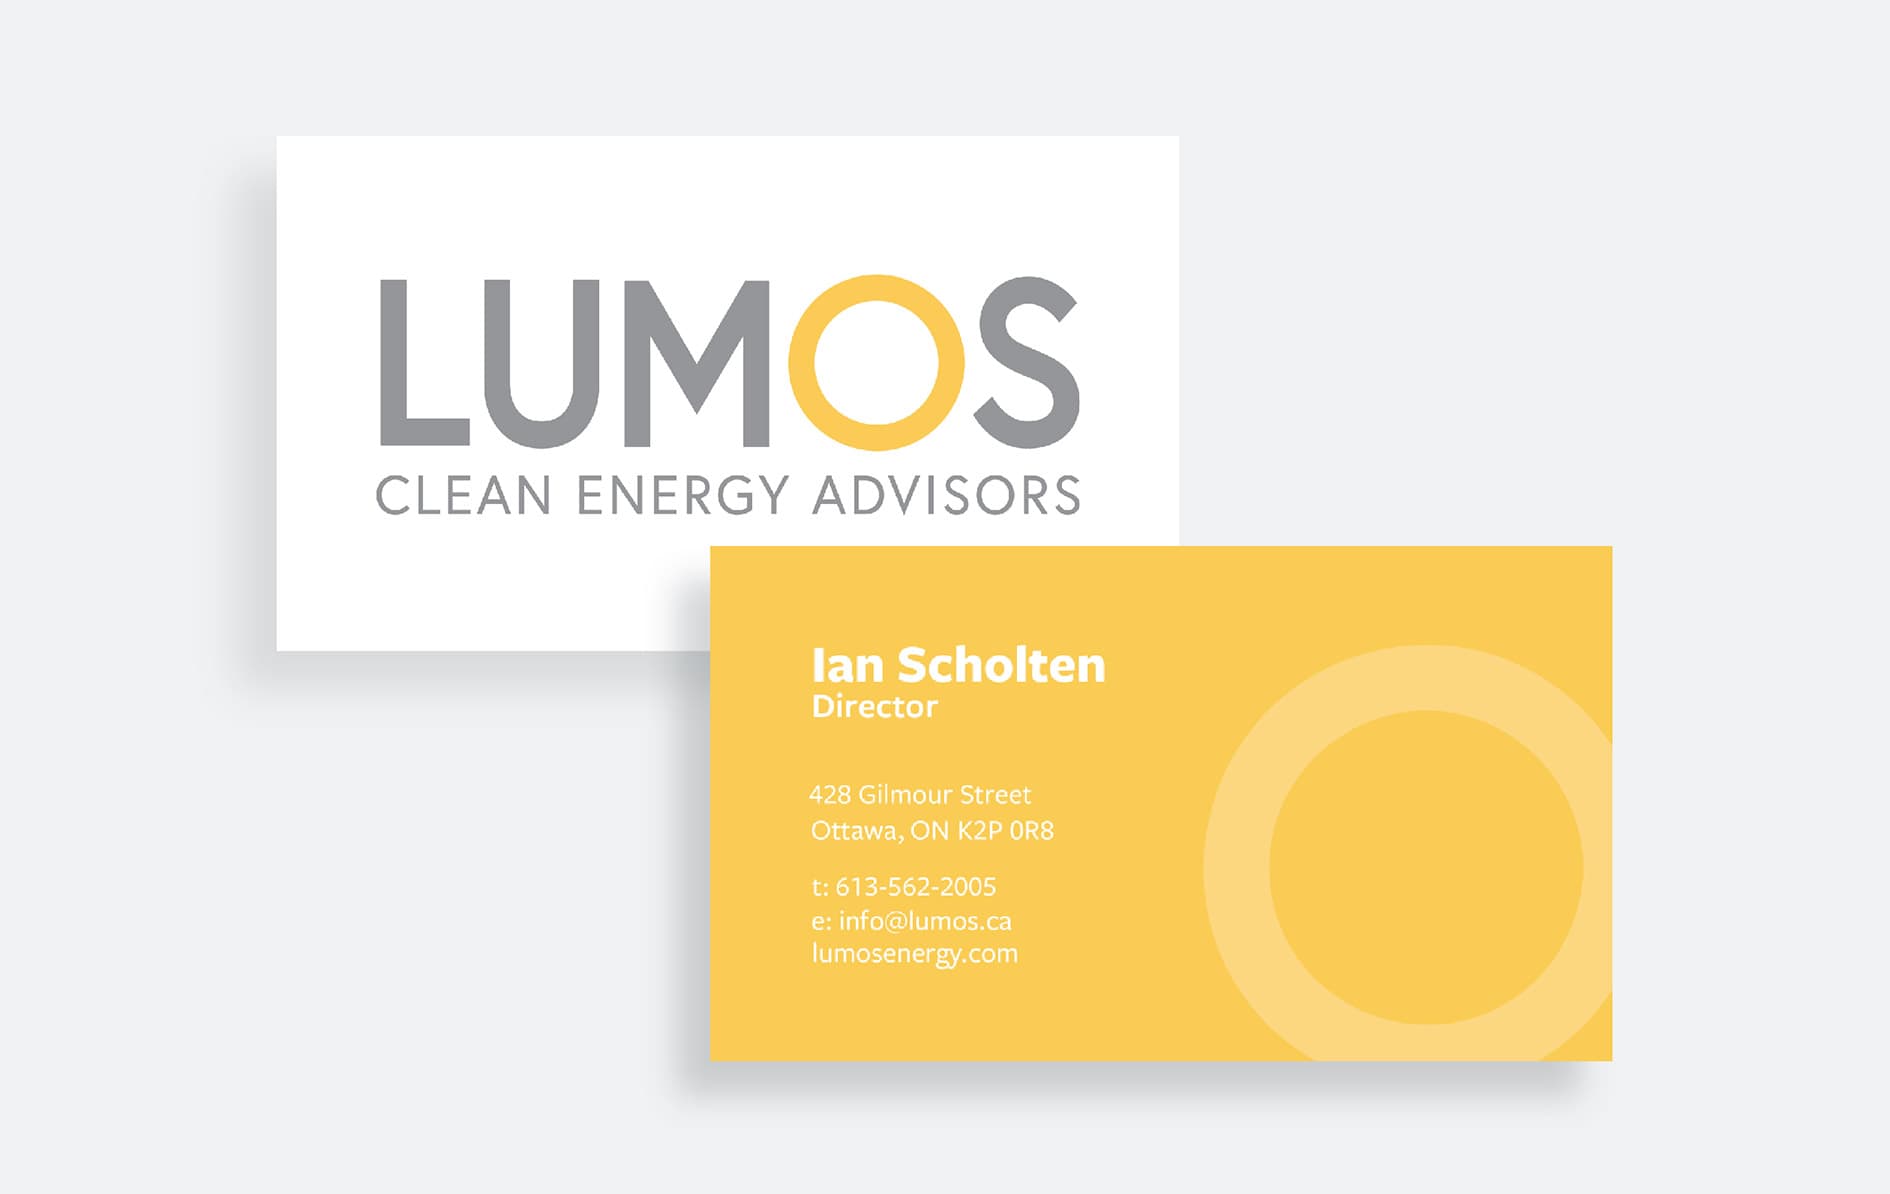 LUMOS
CLEAN ENERGY ADVISORS
Ian Scholten
Director
428 Gilmour Street
Ottawa, ON K2P 0R8
t: 613-562-2005
e: info@lumos.ca
lumosenergy.com